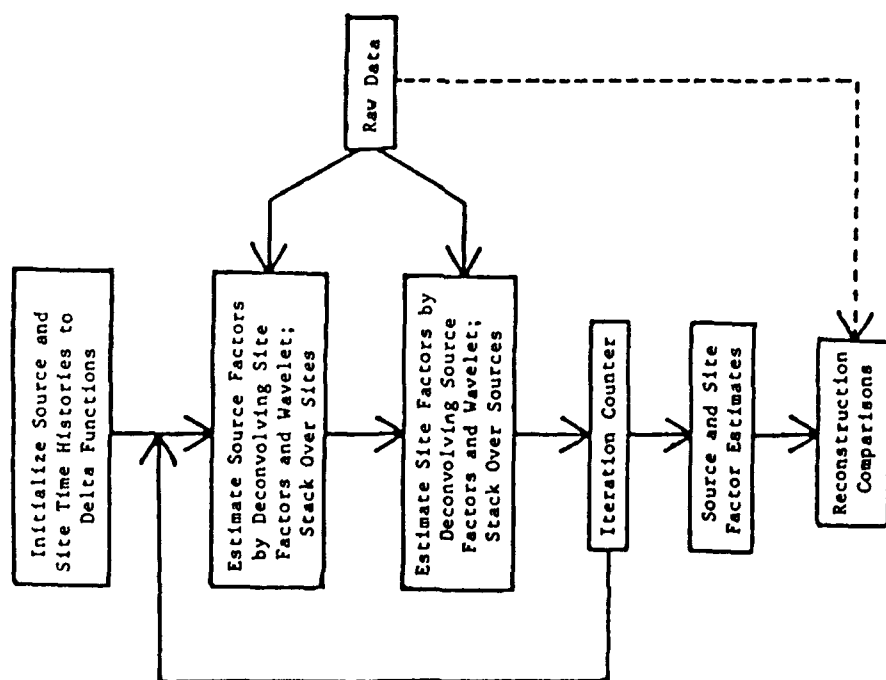 Initialize Source and
Site Time Histories to
Delta Functions
Estimate Source Factors
by Deconvolving Site
Factors and Wavelet;
Stack Over Sites
Raw Data
Estimate Site Factors by
Deconvolving Source
Factors and Wavelet;
Stack Over Sources
Iteration Counter
Source and Site
Factor Estimates
Reconstruction
Comparisons